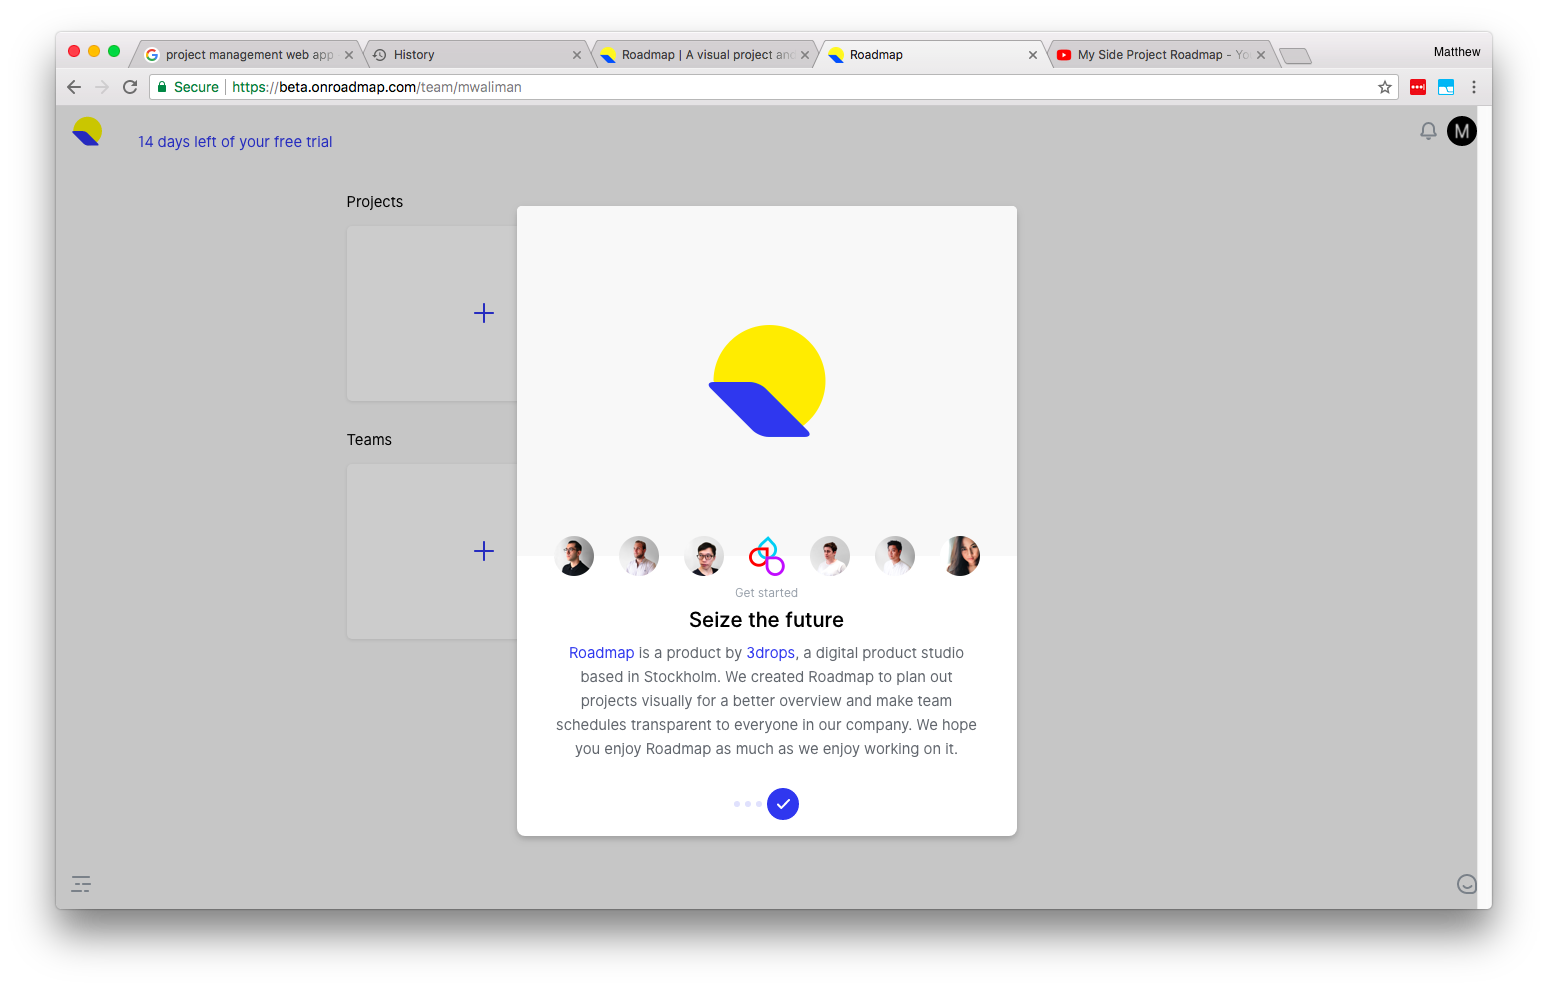 project management web app
History
Roadmap | A visual project and
Roadmap
My Side Project Roadmap - Yo
Matthew
Secure
https://beta.onroadmap.com/team/mwaliman
14 days left of your free trial
M
Projects
Teams
Get started
Seize the future
Roadmap is a product by 3drops, a digital product studio
based in Stockholm. We created Roadmap to plan out
projects visually for a better overview and make team
schedules transparent to everyone in our company. We hope
you enjoy Roadmap as much as we enjoy working on it.